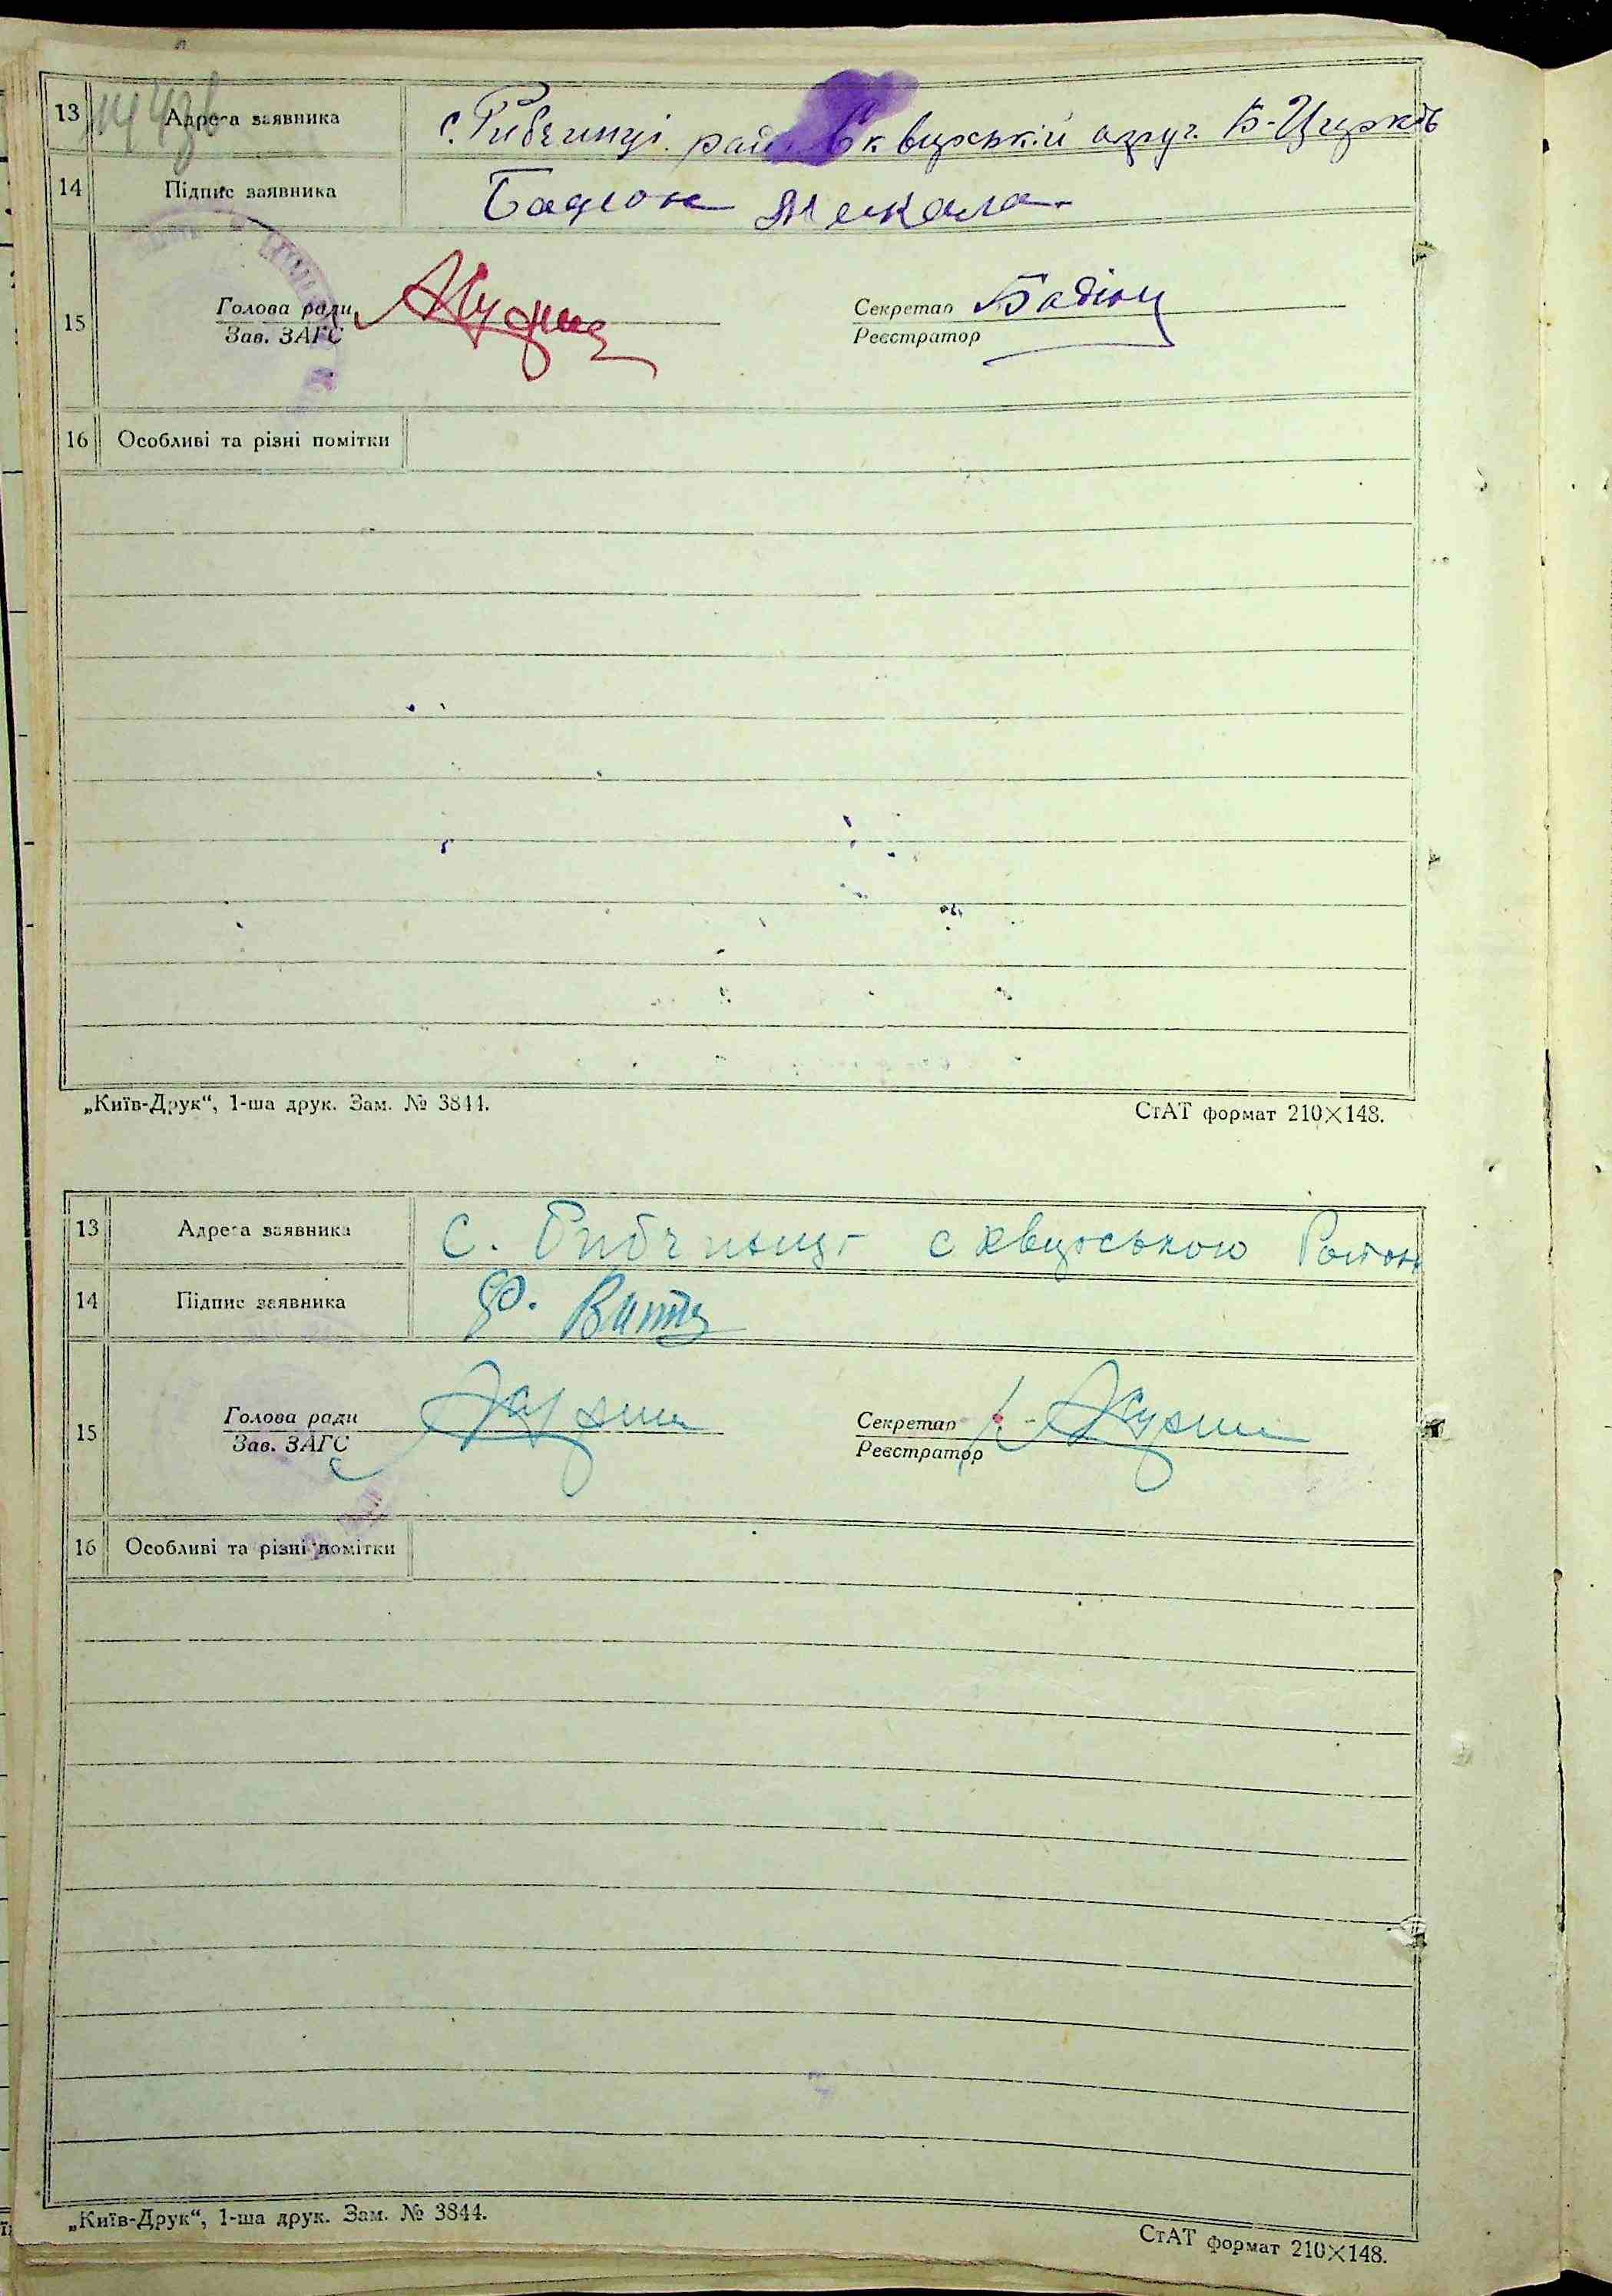 13 Адреса заявника с. Рибчинці. рай. Сквирський округ. Б-Церква
14 Підпис заявника Бадюк Микола
15 Голова ради Секретар Бадюк
Зав. ЗАГС Реєстратор
16 Особливі та різні помітки
„Київ-Друк“, 1-ша друк. Зам. № 3844. СтАТ формат 210×148.
13 Адреса заявника С. Рибчинці сквирського Район
14 Підпис заявника
15 Голова ради Секретар
Зав. ЗАГС Реєстратор
16 Особливі та різні помітки
„Київ-Друк“, 1-ша друк. Зам. № 3844. СтАТ формат 210×148.